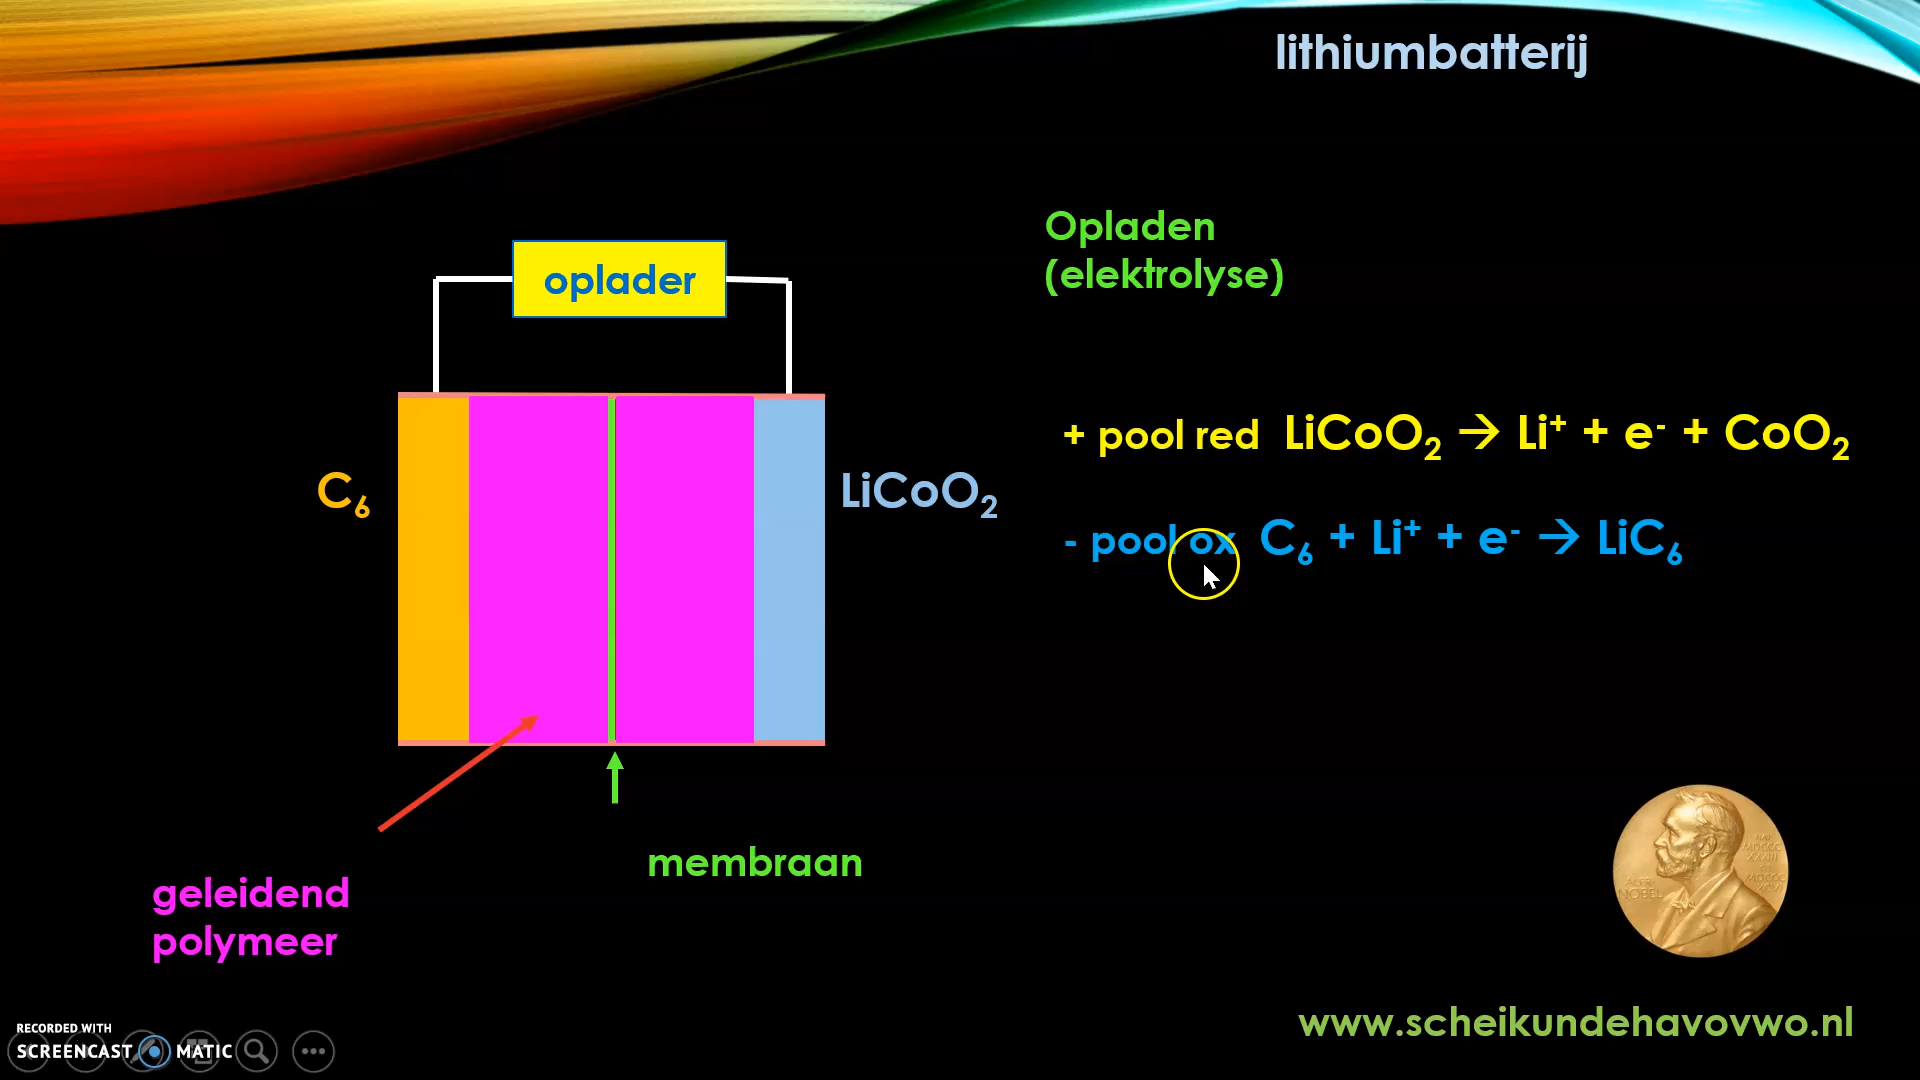 lithiumbatterij
Opladen
(elektrolyse)
oplader
+ pool red LiCoO₂ → Li⁺ + e⁻ + CoO₂
C₆
LiCoO₂
- pool ox C₆ + Li⁺ + e⁻ → LiC₆
membraan
geleidend
polymeer
www.scheikundehavovwo.nl
RECORDED WITH
SCREENCAST MATIC